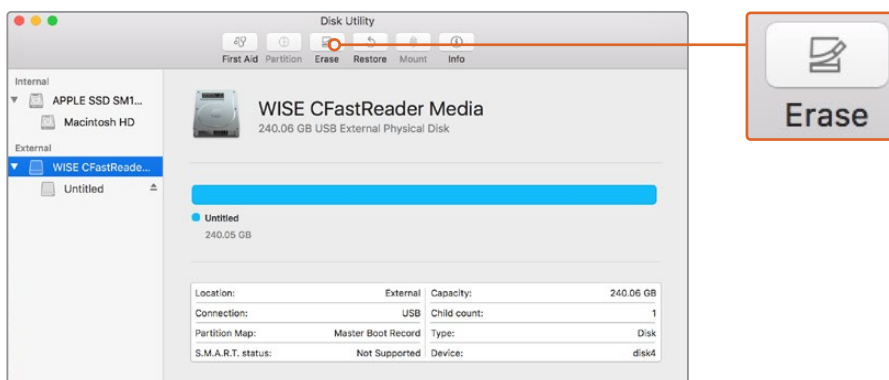 Disk Utility
First Aid Partition Erase Restore Mount Info
Erase
Internal
APPLE SSD SM1...
Macintosh HD
External
WISE CFastReade...
Untitled
WISE CFastReader Media
240.06 GB USB External Physical Disk
Untitled
240.05 GB
Location: External Capacity: 240.06 GB
Connection: USB Child count: 1
Partition Map: Master Boot Record Type: Disk
S.M.A.R.T. status: Not Supported Device: disk4